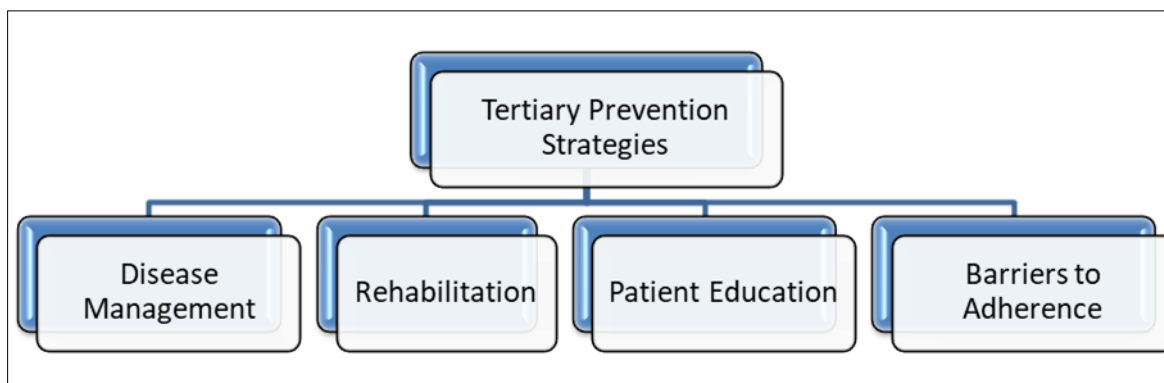 Tertiary Prevention
Strategies
Disease
Management
Rehabilitation
Patient Education
Barriers to
Adherence